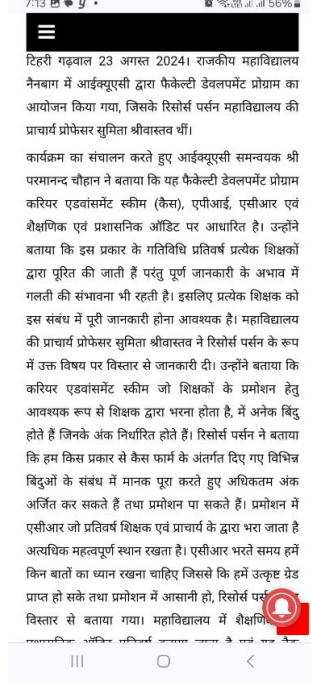 7:13
56%
टिहरी गढ़वाल 23 अगस्त 2024। राजकीय महाविद्यालय
नैनबाग में आईक्यूएसी द्वारा फैकेल्टी डेवलपमेंट प्रोग्राम का
आयोजन किया गया, जिसके रिसोर्स पर्सन महाविद्यालय की
प्राचार्य प्रोफेसर सुमिता श्रीवास्तव थीं।
कार्यक्रम का संचालन करते हुए आईक्यूएसी समन्वयक श्री
परमानन्द चौहान ने बताया कि यह फैकेल्टी डेवलपमेंट प्रोग्राम
करियर एडवांसमेंट स्कीम (कैस), एपीआई, एसीआर एवं
शैक्षणिक एवं प्रशासनिक ऑडिट पर आधारित है। उन्होंने
बताया कि इस प्रकार के गतिविधि प्रतिवर्ष प्रत्येक शिक्षकों
द्वारा पूरित की जाती हैं परंतु पूर्ण जानकारी के अभाव में
गलती की संभावना भी रहती है। इसलिए प्रत्येक शिक्षक को
इस संबंध में पूरी जानकारी होना आवश्यक है। महाविद्यालय
की प्राचार्य प्रोफेसर सुमिता श्रीवास्तव ने रिसोर्स पर्सन के रूप
में उक्त विषय पर विस्तार से जानकारी दी। उन्होंने बताया कि
करियर एडवांसमेंट स्कीम जो शिक्षकों के प्रमोशन हेतु
आवश्यक रूप से शिक्षक द्वारा भरना होता है, में अनेक बिंदु
होते हैं जिनके अंक निर्धारित होते हैं। रिसोर्स पर्सन ने बताया
कि हम किस प्रकार से कैस फार्म के अंतर्गत दिए गए विभिन्न
बिंदुओं के संबंध में मानक पूरा करते हुए अधिकतम अंक
अर्जित कर सकते हैं तथा प्रमोशन पा सकते हैं। प्रमोशन में
एसीआर जो प्रतिवर्ष शिक्षक एवं प्राचार्य के द्वारा भरा जाता है
अत्यधिक महत्वपूर्ण स्थान रखता है। एसीआर भरते समय हमें
किन बातों का ध्यान रखना चाहिए जिससे कि हमें उत्कृष्ट ग्रेड
प्राप्त हो सके तथा प्रमोशन में आसानी हो, रिसोर्स
विस्तार से बताया गया। महाविद्यालय में